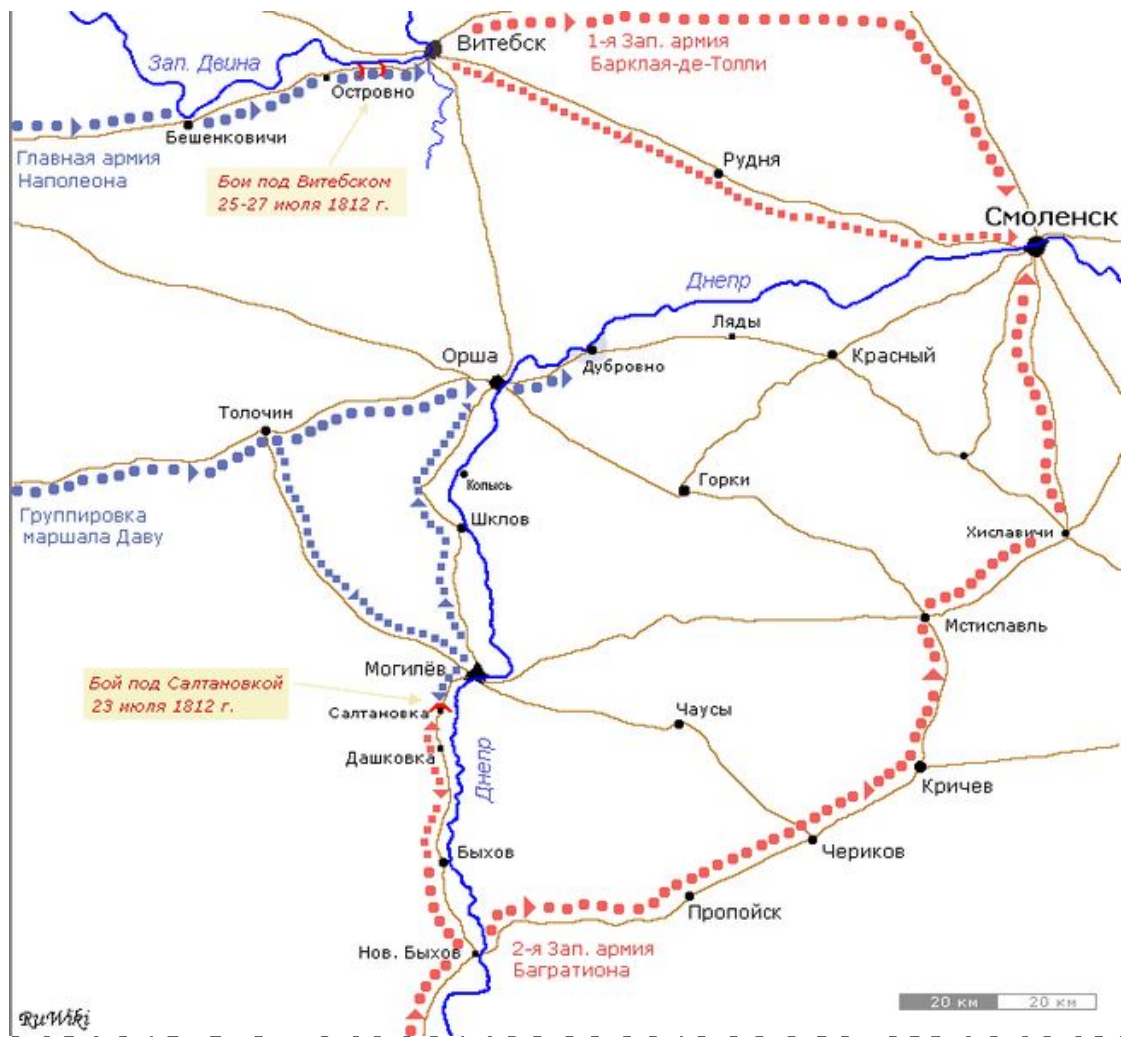 Витебск
1-я Зап. армия
Барклая-де-Толли
Зап. Двина
Островно
Бешенковичи
Главная армия
Наполеона
Бои под Витебском
25-27 июля 1812 г.
Рудня
Смоленск
Днепр
Ляды
Орша
Дубровно
Красный
Толочин
Копысь
Горки
Шклов
Группировка
маршала Даву
Хиславичи
Мстиславль
Могилёв
Бой под Салтановкой
23 июля 1812 г.
Салтановка
Чаусы
Дашковка
Днепр
Кричев
Быхов
Чериков
Пропойск
Нов. Быхов
2-я Зап. армия
Багратиона
20 км 20 км
RuWiki